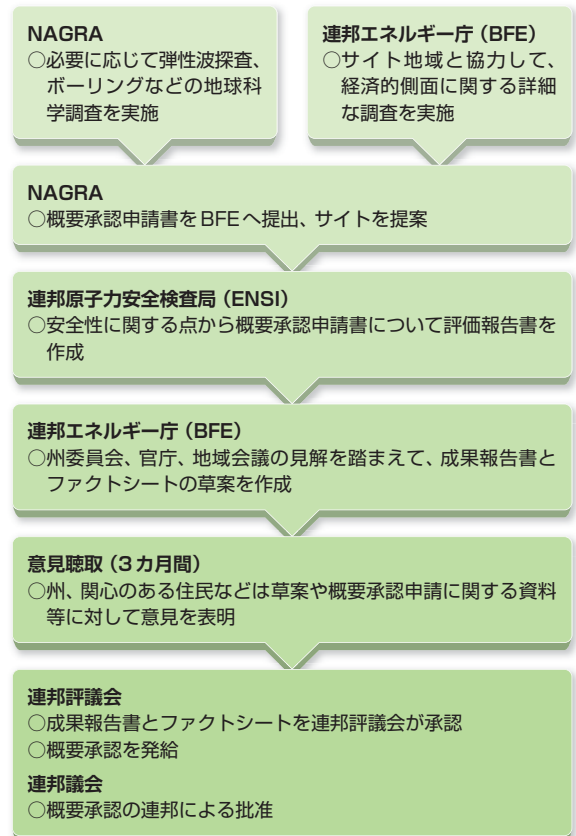 NAGRA
○必要に応じて弾性波探査、
ボーリングなどの地球科
学調査を実施
連邦エネルギー庁（BFE）
○サイト地域と協力して、
経済的側面に関する詳細
な調査を実施
NAGRA
○概要承認申請書をBFEへ提出、サイトを提案
連邦原子力安全検査局（ENSI）
○安全性に関する点から概要承認申請書について評価報告書を
作成
連邦エネルギー庁（BFE）
○州委員会、官庁、地域会議の見解を踏まえて、成果報告書と
ファクトシートの草案を作成
意見聴取（3カ月間）
○州、関心のある住民などは草案や概要承認申請に関する資料
等に対して意見を表明
連邦評議会
○成果報告書とファクトシートを連邦評議会が承認
○概要承認を発給
連邦議会
○概要承認の連邦による批准